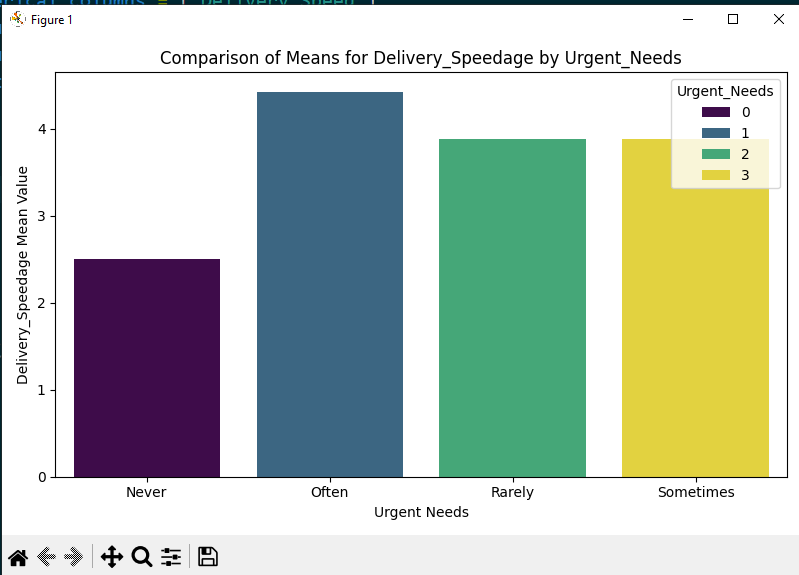 Figure 1
Comparison of Means for Delivery_Speedage by Urgent_Needs
Urgent_Needs
0
1
2
3
Delivery_Speedage Mean Value
4
3
2
1
0
Never
Often
Rarely
Sometimes
Urgent Needs